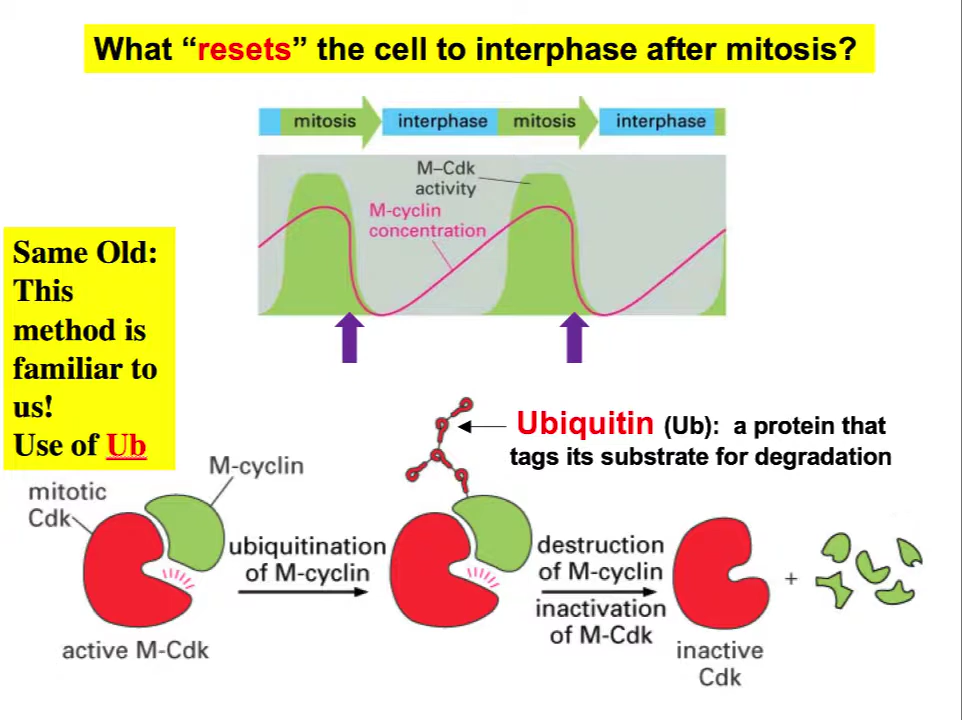 What “resets” the cell to interphase after mitosis?
mitosis interphase mitosis interphase
M–Cdk
activity
M-cyclin
concentration
Same Old:
This
method is
familiar to
us!
Use of Ub
Ubiquitin (Ub): a protein that
tags its substrate for degradation
M-cyclin
mitotic
Cdk
ubiquitination
of M-cyclin
destruction
of M-cyclin
inactivation
of M-Cdk
+
active M-Cdk
inactive
Cdk